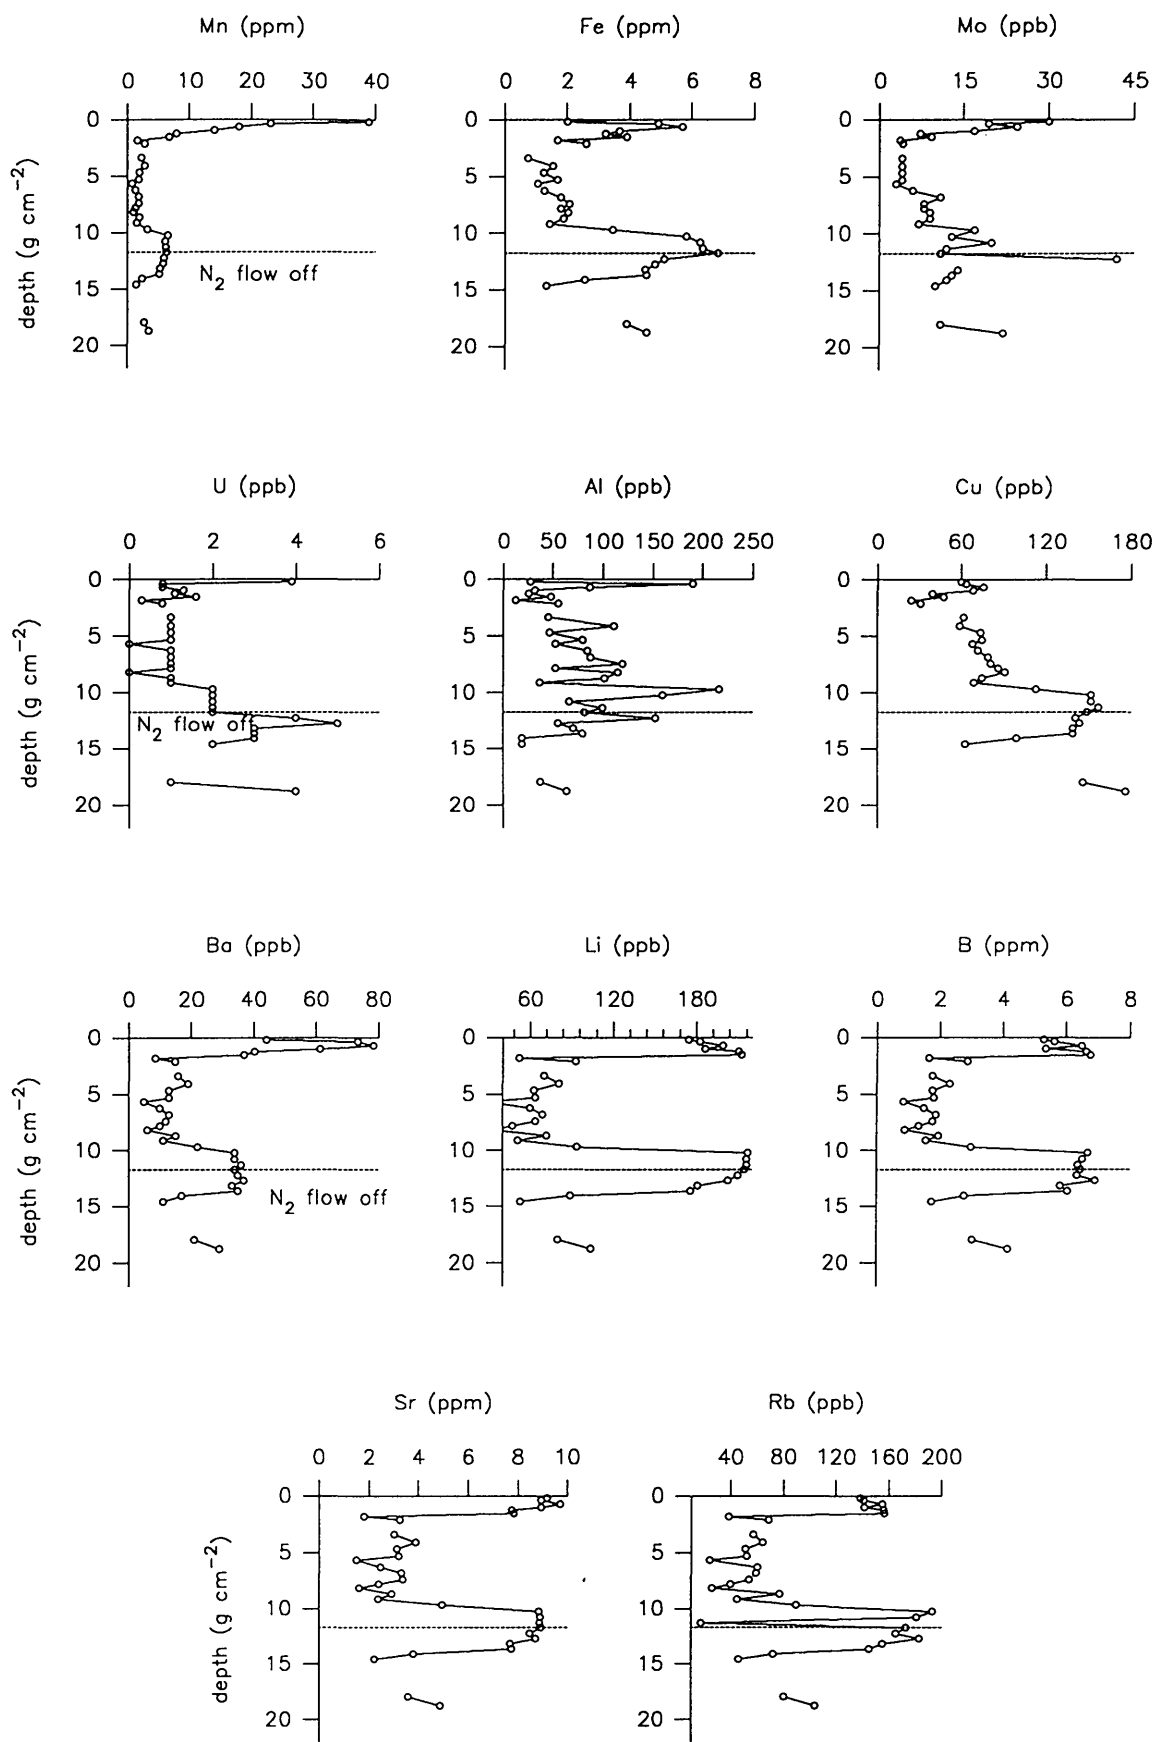 Mn (ppm) Fe (ppm) Mo (ppb)
0 10 20 30 40 0 2 4 6 8 0 15 30 45
0 0 0
5 5 5
10 10 10
15 15 15
20 20 20
depth (g cm⁻²)
N₂ flow off
U (ppb) Al (ppb) Cu (ppb)
0 2 4 6 0 50 100 150 200 250 0 60 120 180
0 0 0
5 5 5
10 10 10
15 15 15
20 20 20
depth (g cm⁻²)
N₂ flow off
Ba (ppb) Li (ppb) B (ppm)
0 20 40 60 80 60 120 180 0 2 4 6 8
0 0 0
5 5 5
10 10 10
15 15 15
20 20 20
depth (g cm⁻²)
N₂ flow off
Sr (ppm) Rb (ppb)
0 2 4 6 8 10 40 80 120 160 200
0 0
5 5
10 10
15 15
20 20
depth (g cm⁻²)